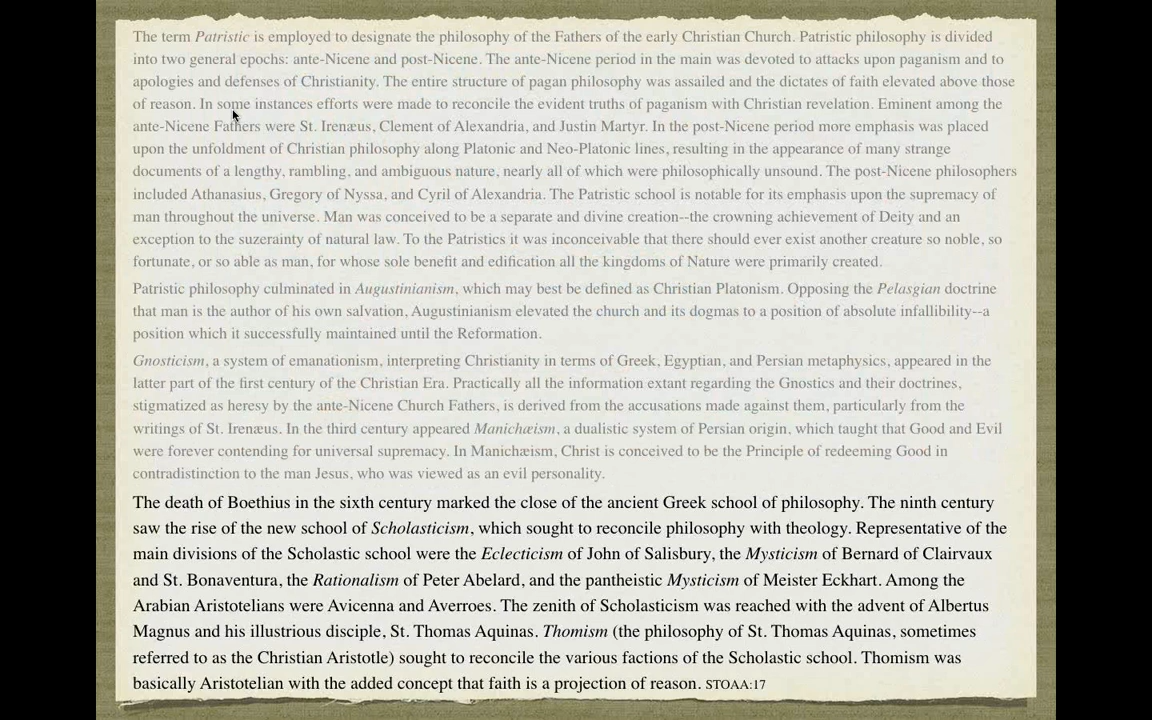 The term Patristic is employed to designate the philosophy of the Fathers of the early Christian Church. Patristic philosophy is divided
into two general epochs: ante-Nicene and post-Nicene. The ante-Nicene period in the main was devoted to attacks upon paganism and to
apologies and defenses of Christianity. The entire structure of pagan philosophy was assailed and the dictates of faith elevated above those
of reason. In some instances efforts were made to reconcile the evident truths of paganism with Christian revelation. Eminent among the
ante-Nicene Fathers were St. Irenæus, Clement of Alexandria, and Justin Martyr. In the post-Nicene period more emphasis was placed
upon the unfoldment of Christian philosophy along Platonic and Neo-Platonic lines, resulting in the appearance of many strange
documents of a lengthy, rambling, and ambiguous nature, nearly all of which were philosophically unsound. The post-Nicene philosophers
included Athanasius, Gregory of Nyssa, and Cyril of Alexandria. The Patristic school is notable for its emphasis upon the supremacy of
man throughout the universe. Man was conceived to be a separate and divine creation--the crowning achievement of Deity and an
exception to the suzerainty of natural law. To the Patristics it was inconceivable that there should ever exist another creature so noble, so
fortunate, or so able as man, for whose sole benefit and edification all the kingdoms of Nature were primarily created.
Patristic philosophy culminated in Augustinianism, which may best be defined as Christian Platonism. Opposing the Pelasgian doctrine
that man is the author of his own salvation, Augustinianism elevated the church and its dogmas to a position of absolute infallibility--a
position which it successfully maintained until the Reformation.
Gnosticism, a system of emanationism, interpreting Christianity in terms of Greek, Egyptian, and Persian metaphysics, appeared in the
latter part of the first century of the Christian Era. Practically all the information extant regarding the Gnostics and their doctrines,
stigmatized as heresy by the ante-Nicene Church Fathers, is derived from the accusations made against them, particularly from the
writings of St. Irenæus. In the third century appeared Manichæism, a dualistic system of Persian origin, which taught that Good and Evil
were forever contending for universal supremacy. In Manichæism, Christ is conceived to be the Principle of redeeming Good in
contradistinction to the man Jesus, who was viewed as an evil personality.
The death of Boethius in the sixth century marked the close of the ancient Greek school of philosophy. The ninth century
saw the rise of the new school of Scholasticism, which sought to reconcile philosophy with theology. Representative of the
main divisions of the Scholastic school were the Eclecticism of John of Salisbury, the Mysticism of Bernard of Clairvaux
and St. Bonaventura, the Rationalism of Peter Abelard, and the pantheistic Mysticism of Meister Eckhart. Among the
Arabian Aristotelians were Avicenna and Averroes. The zenith of Scholasticism was reached with the advent of Albertus
Magnus and his illustrious disciple, St. Thomas Aquinas. Thomism (the philosophy of St. Thomas Aquinas, sometimes
referred to as the Christian Aristotle) sought to reconcile the various factions of the Scholastic school. Thomism was
basically Aristotelian with the added concept that faith is a projection of reason. STOAA:17